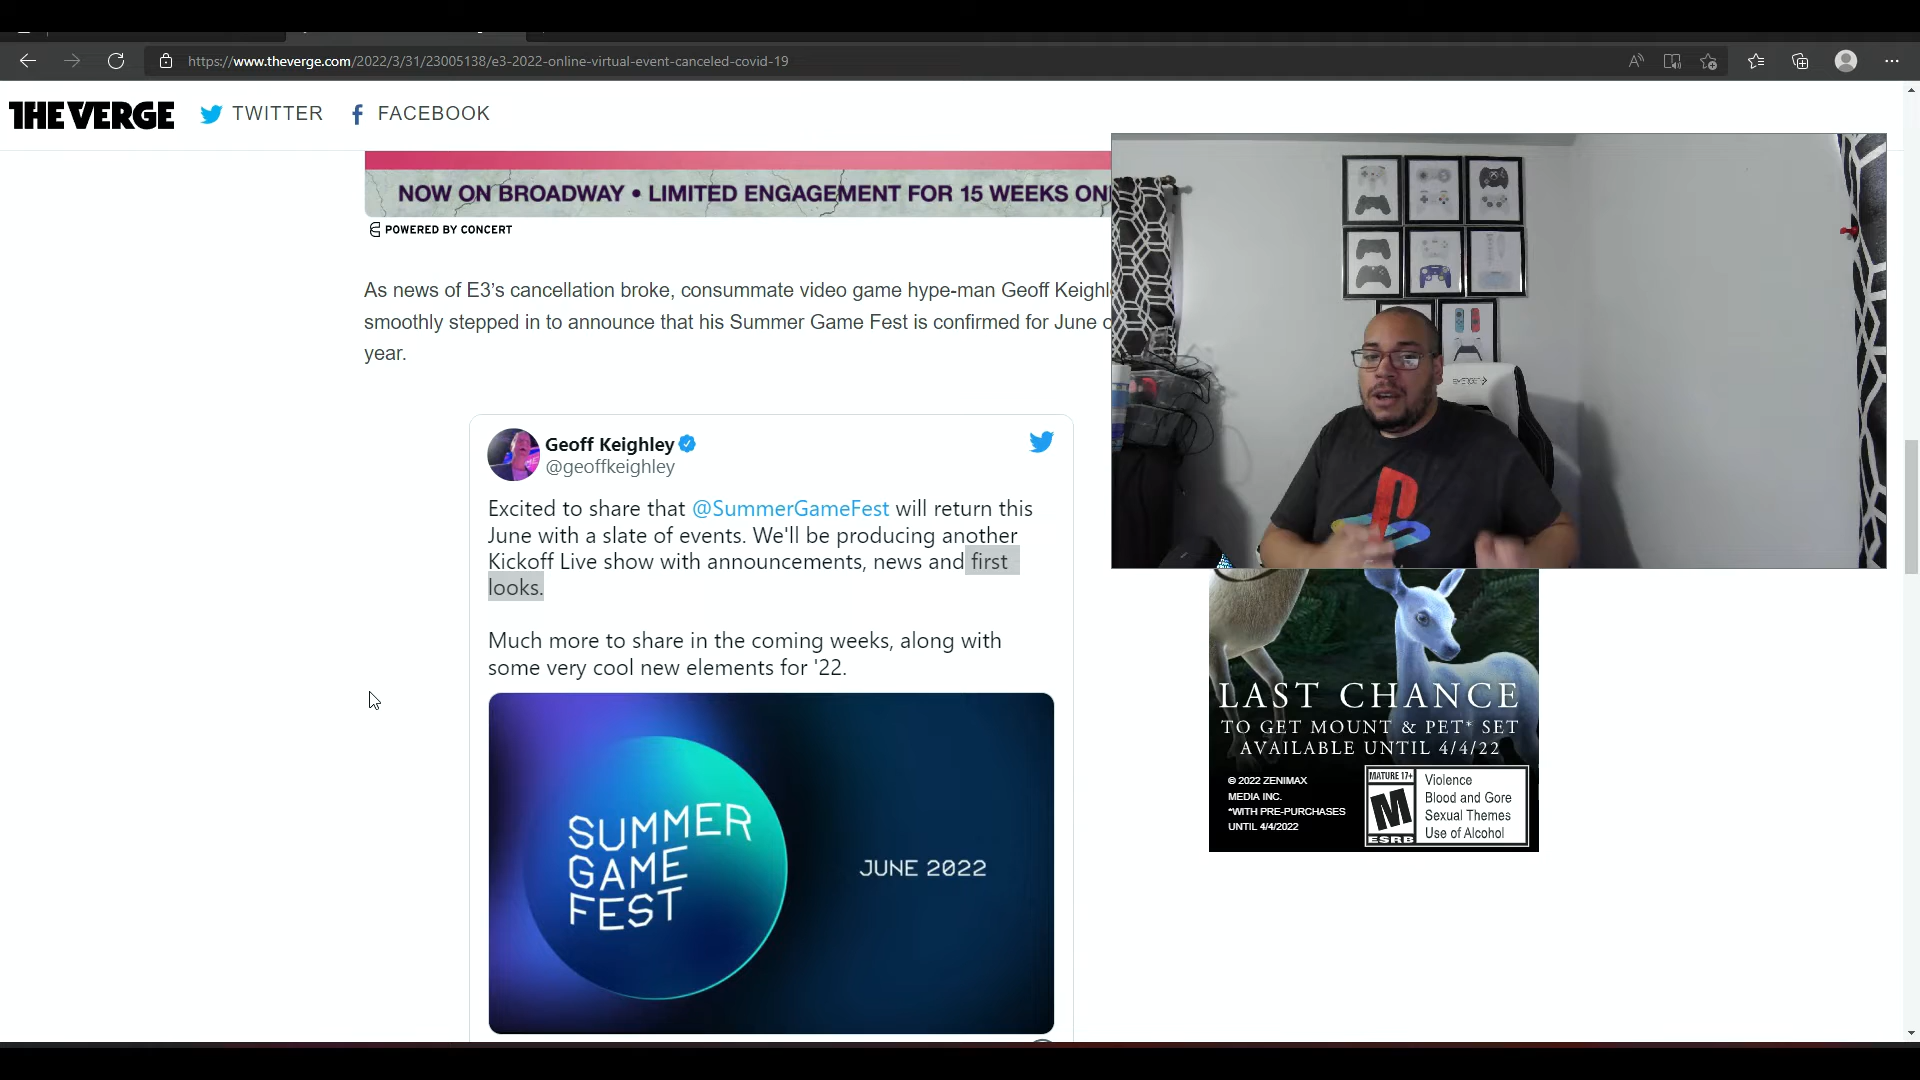 https://www.theverge.com/2022/3/31/23005138/e3-2022-online-virtual-event-canceled-covid-19
THE VERGE TWITTER FACEBOOK
NOW ON BROADWAY • LIMITED ENGAGEMENT FOR 15 WEEKS
POWERED BY CONCERT
As news of E3’s cancellation broke, consummate video game hype-man Geoff
smoothly stepped in to announce that his Summer Game Fest is confirmed for June
year.
Geoff Keighley
@geoffkeighley
Excited to share that @SummerGameFest will return this
June with a slate of events. We'll be producing another
Kickoff Live show with announcements, news and first
looks.
Much more to share in the coming weeks, along with
some very cool new elements for '22.
SUMMER
GAME
FEST
JUNE 2022
LAST CHANCE
TO GET MOUNT & PET* SET
AVAILABLE UNTIL 4/4/22
© 2022 ZENIMAX
MEDIA INC.
*WITH PRE-PURCHASES
UNTIL 4/4/2022
MATURE 17+
M
ESRB
Violence
Blood and Gore
Sexual Themes
Use of Alcohol